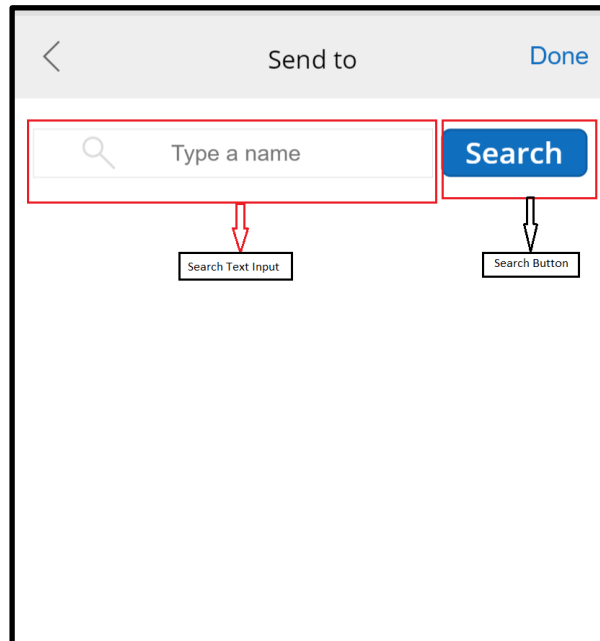 Send to
Done
Type a name
Search
Search Text Input
Search Button